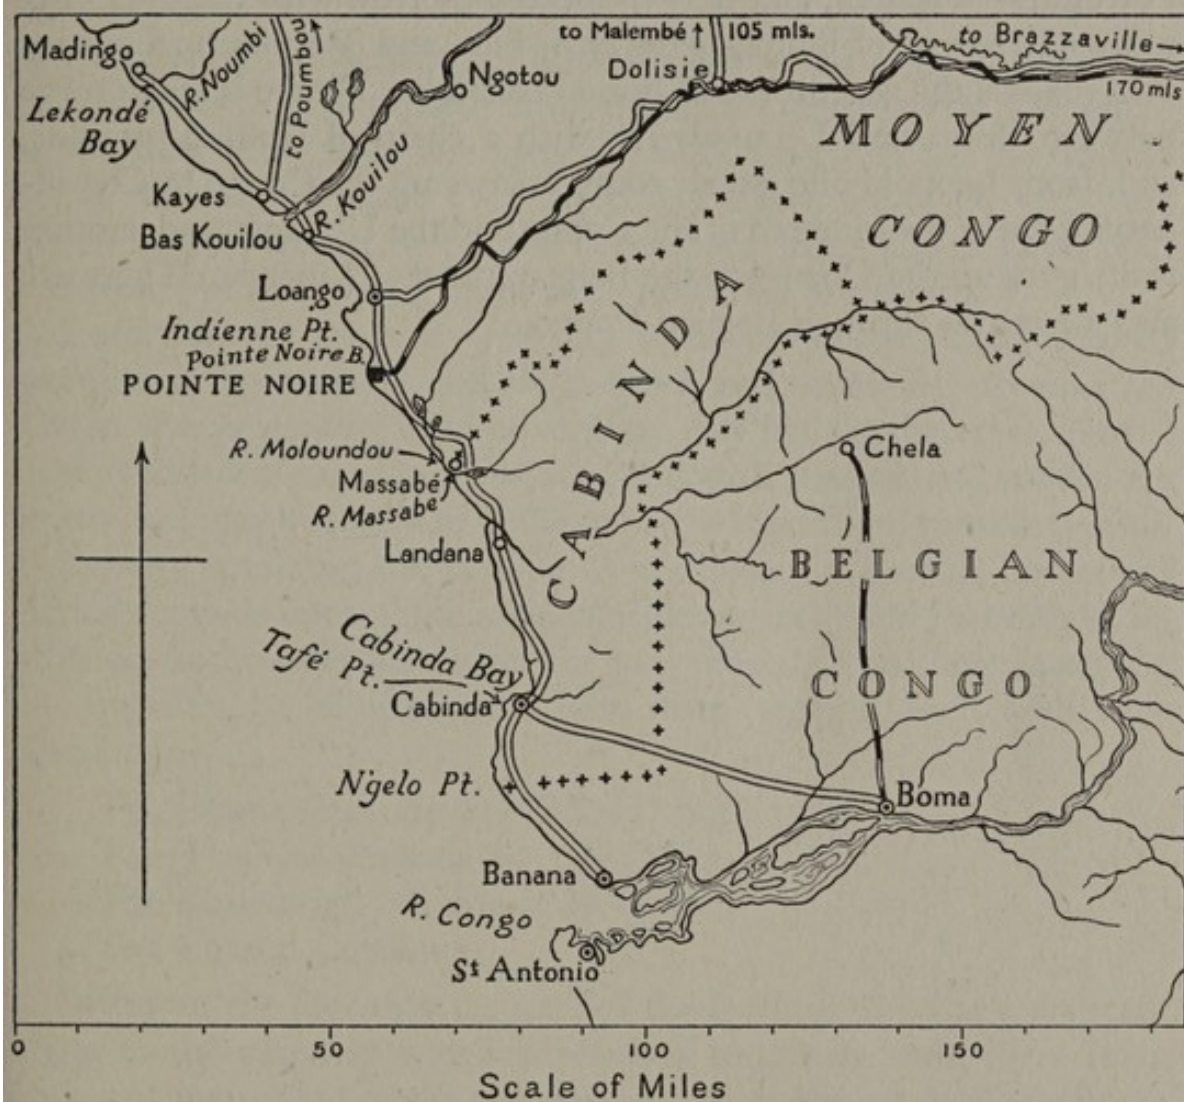 to Malembé
105 mls.
to Brazzaville
Madingo
R. Noumbi
to Poumbou
Ngotou
Dolisie
170 mls
Lekondé
Bay
MOYEN
CONGO
Kayes
R. Kouilou
Bas Kouilou
Loango
Indienne Pt.
Pointe Noire B.
POINTE NOIRE
CABINDA
R. Moloundou
Massabé
R. Massabe
Chela
Landana
BELGIAN
CONGO
Cabinda Bay
Tafé Pt.
Cabinda
N'gelo Pt.
Boma
Banana
R. Congo
St Antonio
0 50 100 150
Scale of Miles